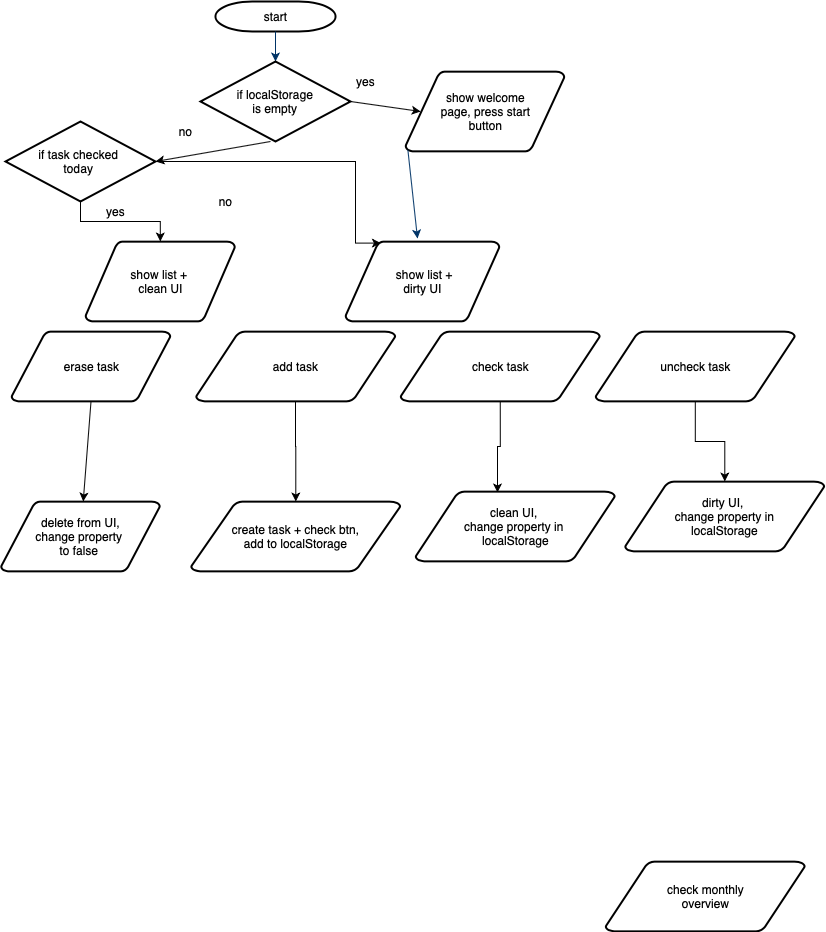 start
if localStorage
is empty
yes
show welcome
page, press start
button
no
if task checked
today
yes
no
show list +
clean UI
show list +
dirty UI
erase task
add task
check task
uncheck task
delete from UI,
change property
to false
create task + check btn,
add to localStorage
clean UI,
change property in
localStorage
dirty UI,
change property in
localStorage
check monthly
overview